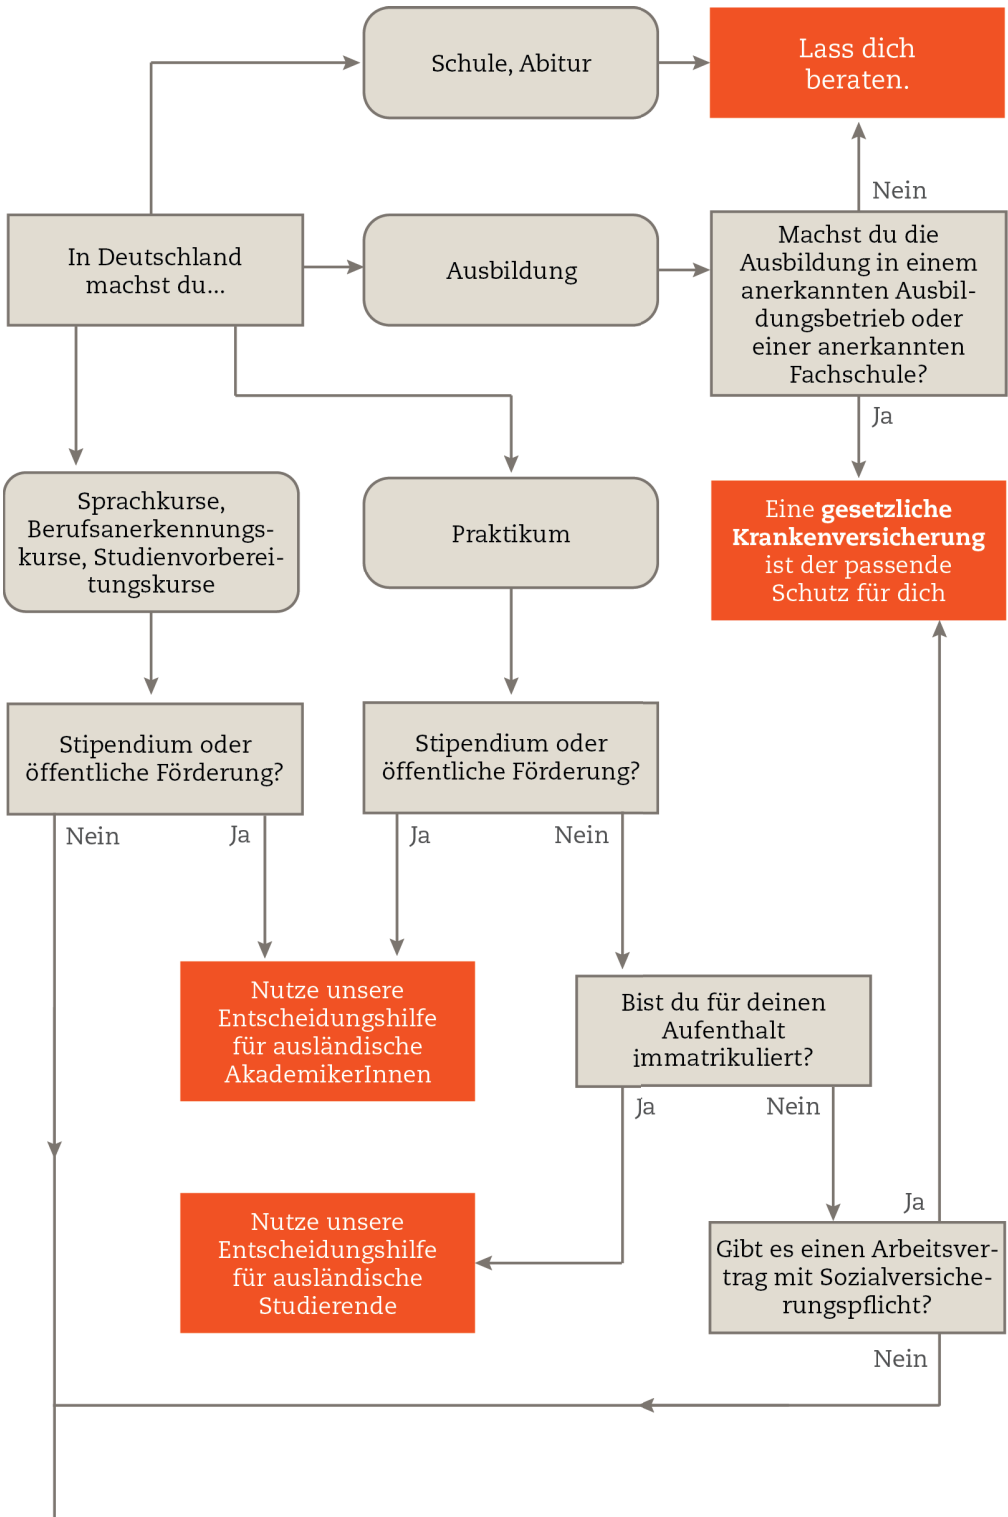 Schule, Abitur
Lass dich
beraten.
Nein
In Deutschland
machst du...
Ausbildung
Machst du die
Ausbildung in einem
anerkannten Ausbil-
dungsbetrieb oder
einer anerkannten
Fachschule?
Ja
Sprachkurse,
Berufsanerkennungs-
kurse, Studienvorberei-
tungskurse
Praktikum
Eine gesetzliche
Krankenversicherung
ist der passende
Schutz für dich
Stipendium oder
öffentliche Förderung?
Stipendium oder
öffentliche Förderung?
Nein
Ja
Ja
Nein
Nutze unsere
Entscheidungshilfe
für ausländische
AkademikerInnen
Bist du für deinen
Aufenthalt
immatrikuliert?
Ja
Nein
Nutze unsere
Entscheidungshilfe
für ausländische
Studierende
Ja
Gibt es einen Arbeitsver-
trag mit Sozialversiche-
rungspflicht?
Nein